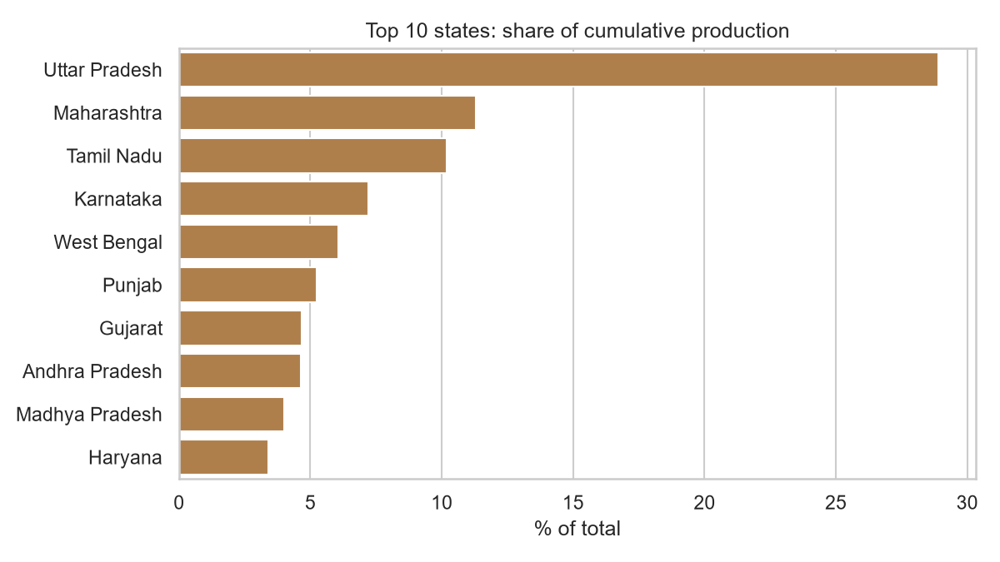 Top 10 states: share of cumulative production
Uttar Pradesh
Maharashtra
Tamil Nadu
Karnataka
West Bengal
Punjab
Gujarat
Andhra Pradesh
Madhya Pradesh
Haryana
0 5 10 15 20 25 30
% of total